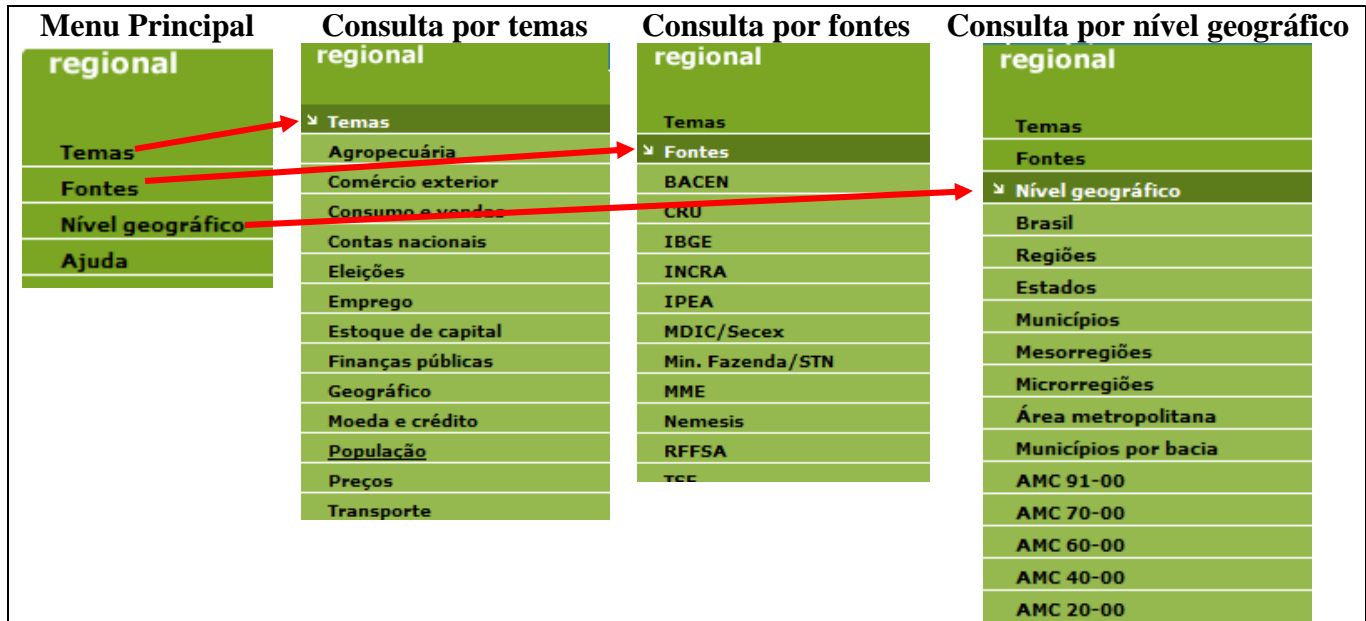 Menu Principal
regional
Temas
Fontes
Nível geográfico
Ajuda
Consulta por temas
regional
Temas
Agropecuária
Comércio exterior
Consumo e vendas
Contas nacionais
Eleições
Emprego
Estoque de capital
Finanças públicas
Geográfico
Moeda e crédito
População
Preços
Transporte
Consulta por fontes
regional
Temas
Fontes
BACEN
CRU
IBGE
INCRA
IPEA
MDIC/Secex
Min. Fazenda/STN
MME
Nemesis
RFFSA
Consulta por nível geográfico
regional
Temas
Fontes
Nível geográfico
Brasil
Regiões
Estados
Municípios
Mesorregiões
Microrregiões
Área metropolitana
Municípios por bacia
AMC 91-00
AMC 70-00
AMC 60-00
AMC 40-00
AMC 20-00